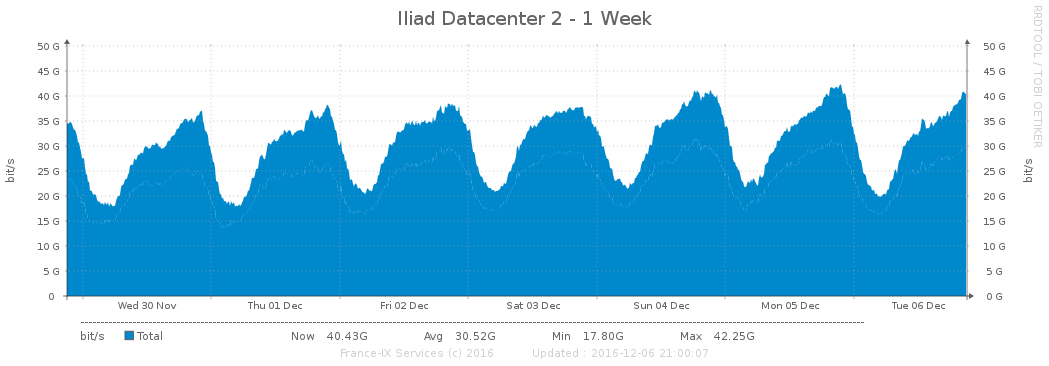 Iliad Datacenter 2 - 1 Week
RRDTOOL / TOBI OETIKER
bit/s
50 G 50 G
45 G 45 G
40 G 40 G
35 G 35 G
30 G 30 G
25 G 25 G
20 G 20 G
15 G 15 G
10 G 10 G
5 G 5 G
0 0 G
bit/s
Wed 30 Nov Thu 01 Dec Fri 02 Dec Sat 03 Dec Sun 04 Dec Mon 05 Dec Tue 06 Dec
bit/s Total Now 40.43G Avg 30.52G Min 17.80G Max 42.25G
France-IX Services (c) 2016 Updated : 2016-12-06 21:00:07